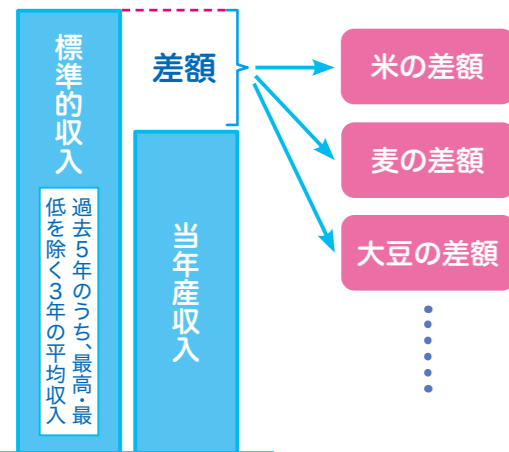 標準的収入
過去5年のうち、最高・最
低を除く3年の平均収入
差額
当年産収入
米の差額
麦の差額
大豆の差額